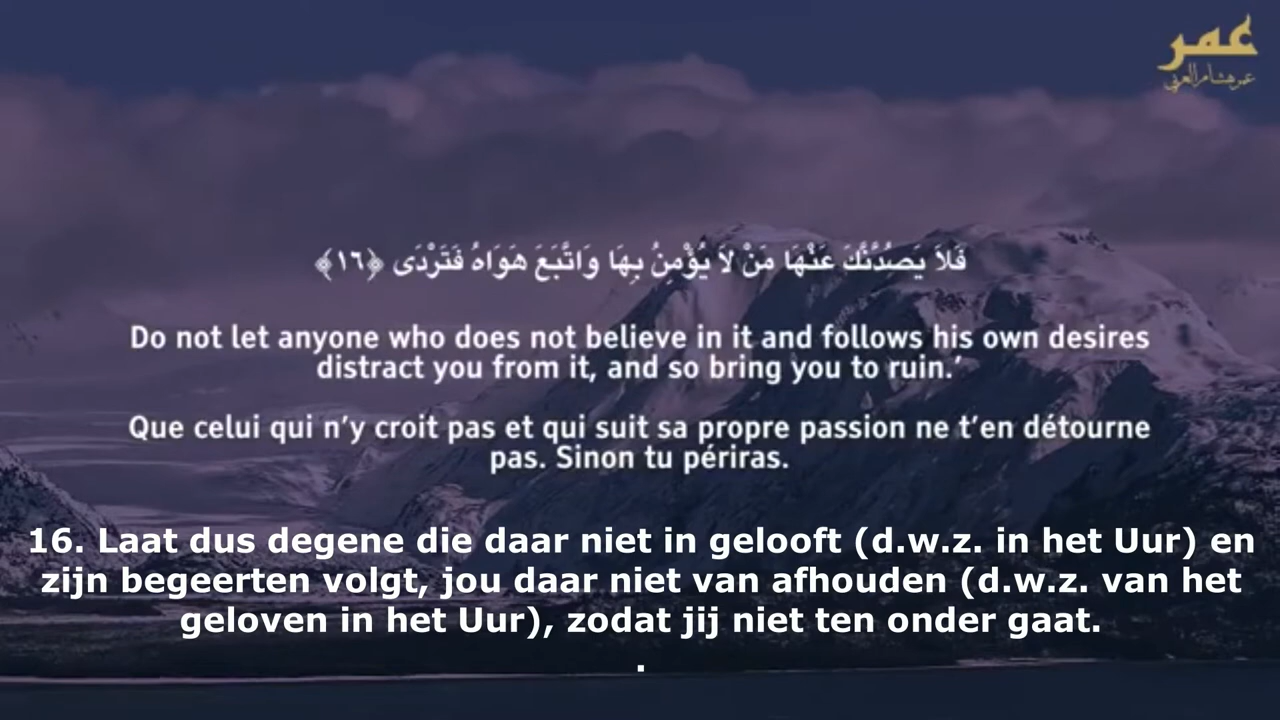 عمر
عمر هشام العربي
فَلاَ يَصُدَّنَّكَ عَنْهَا مَنْ لاَ يُؤْمِنُ بِهَا وَاتَّبَعَ هَوَاهُ فَتَرْدَى ﴿١٦﴾
Do not let anyone who does not believe in it and follows his own desires
distract you from it, and so bring you to ruin.’
Que celui qui n’y croit pas et qui suit sa propre passion ne t’en détourne
pas. Sinon tu périras.
16. Laat dus degene die daar niet in gelooft (d.w.z. in het Uur) en
zijn begeerten volgt, jou daar niet van afhouden (d.w.z. van het
geloven in het Uur), zodat jij niet ten onder gaat.
.